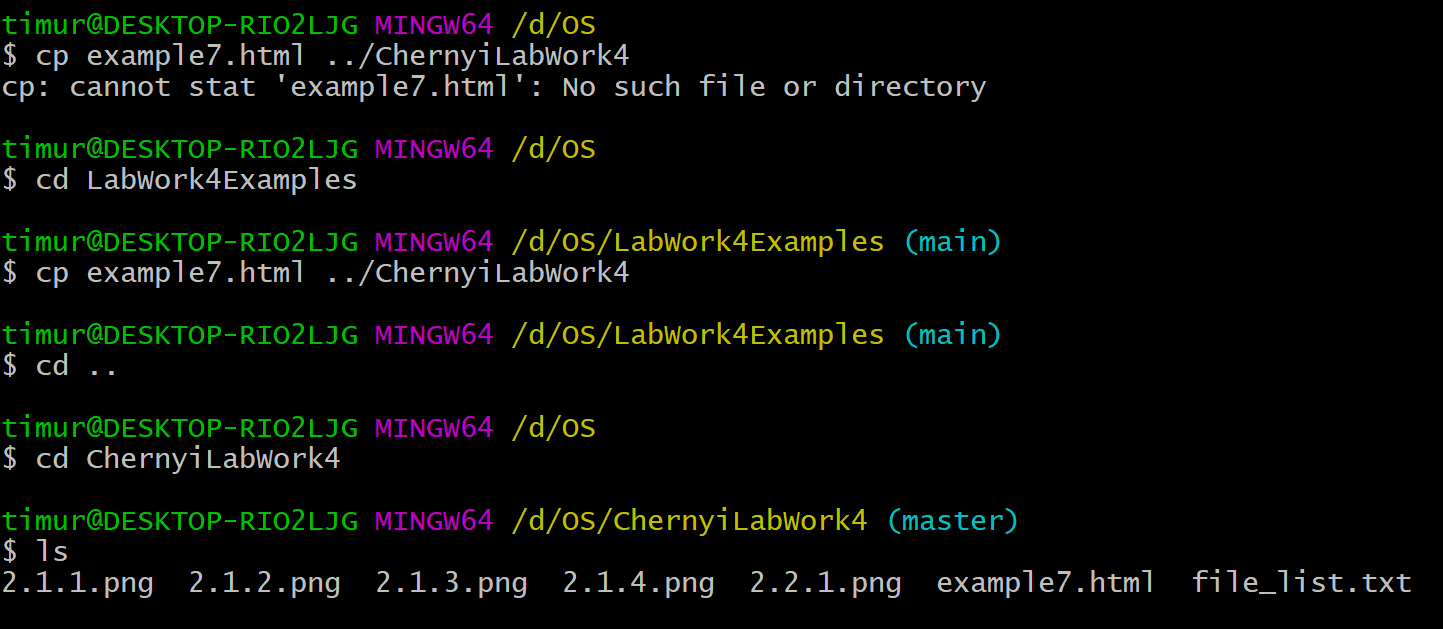 timur@DESKTOP-RIO2LJG MINGW64 /d/OS
$ cp example7.html ../ChernyiLabWork4
cp: cannot stat 'example7.html': No such file or directory
timur@DESKTOP-RIO2LJG MINGW64 /d/OS
$ cd LabWork4Examples
timur@DESKTOP-RIO2LJG MINGW64 /d/OS/LabWork4Examples (main)
$ cp example7.html ../ChernyiLabWork4
timur@DESKTOP-RIO2LJG MINGW64 /d/OS/LabWork4Examples (main)
$ cd ..
timur@DESKTOP-RIO2LJG MINGW64 /d/OS
$ cd ChernyiLabWork4
timur@DESKTOP-RIO2LJG MINGW64 /d/OS/ChernyiLabWork4 (master)
$ ls
2.1.1.png  2.1.2.png  2.1.3.png  2.1.4.png  2.2.1.png  example7.html  file_list.txt